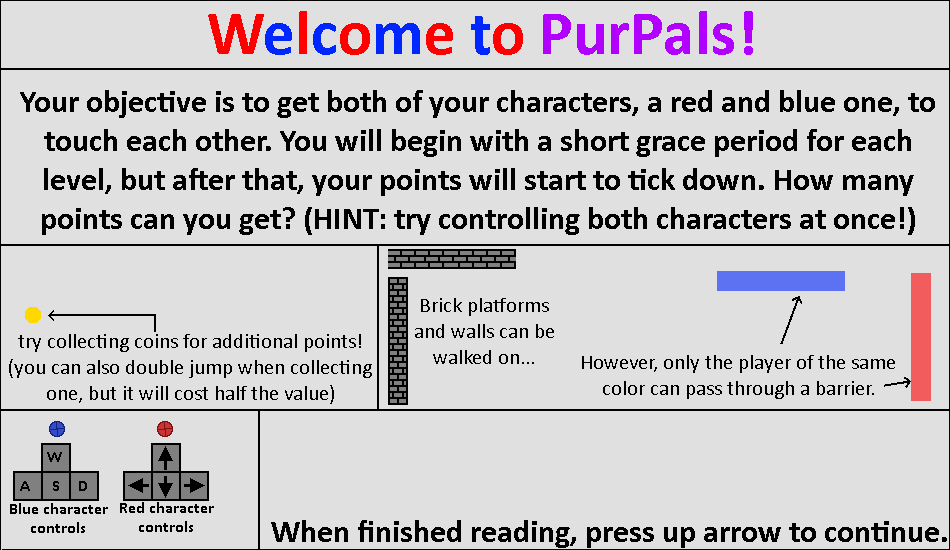 Welcome to PurPals!
Your objective is to get both of your characters, a red and blue one, to
touch each other. You will begin with a short grace period for each
level, but after that, your points will start to tick down. How many
points can you get? (HINT: try controlling both characters at once!)
try collecting coins for additional points!
(you can also double jump when collecting
one, but it will cost half the value)
Brick platforms
and walls can be
walked on...
However, only the player of the same
color can pass through a barrier.
W
A S D
Blue character
controls
Red character
controls
When finished reading, press up arrow to continue.